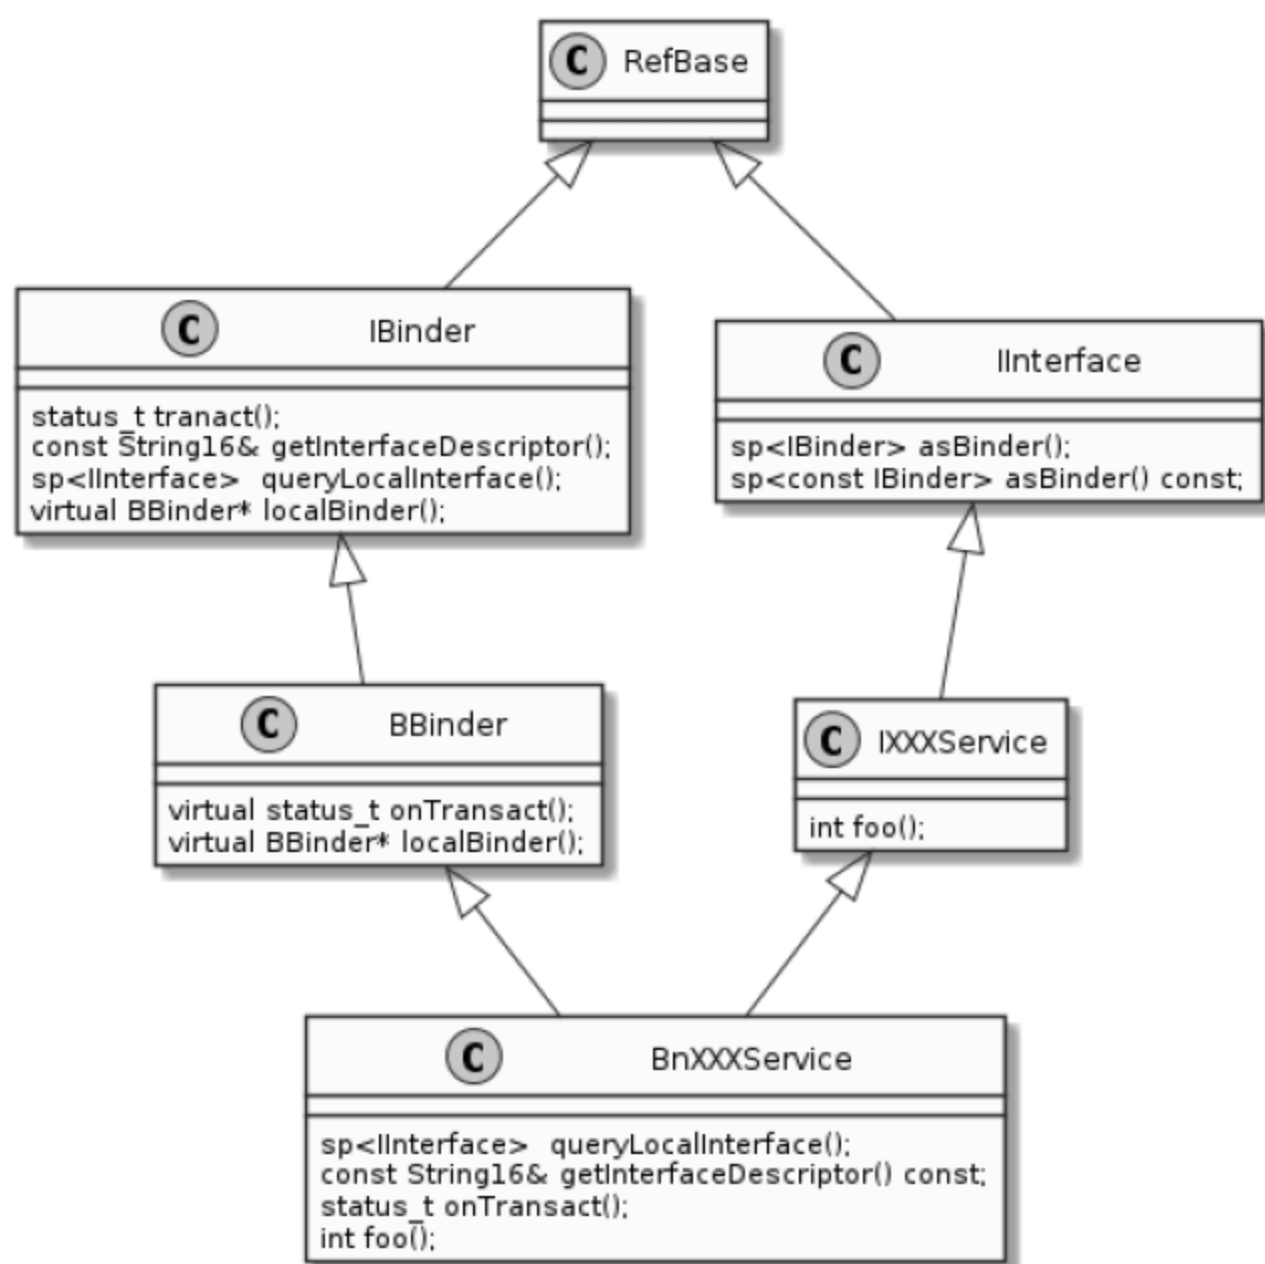 C RefBase
C IBinder
status_t tranact();
const String16& getInterfaceDescriptor();
sp<IInterface> queryLocalInterface();
virtual BBinder* localBinder();
C IInterface
sp<IBinder> asBinder();
sp<const IBinder> asBinder() const;
C BBinder
virtual status_t onTransact();
virtual BBinder* localBinder();
C IXXXService
int foo();
C BnXXXService
sp<IInterface> queryLocalInterface();
const String16& getInterfaceDescriptor() const;
status_t onTransact();
int foo();